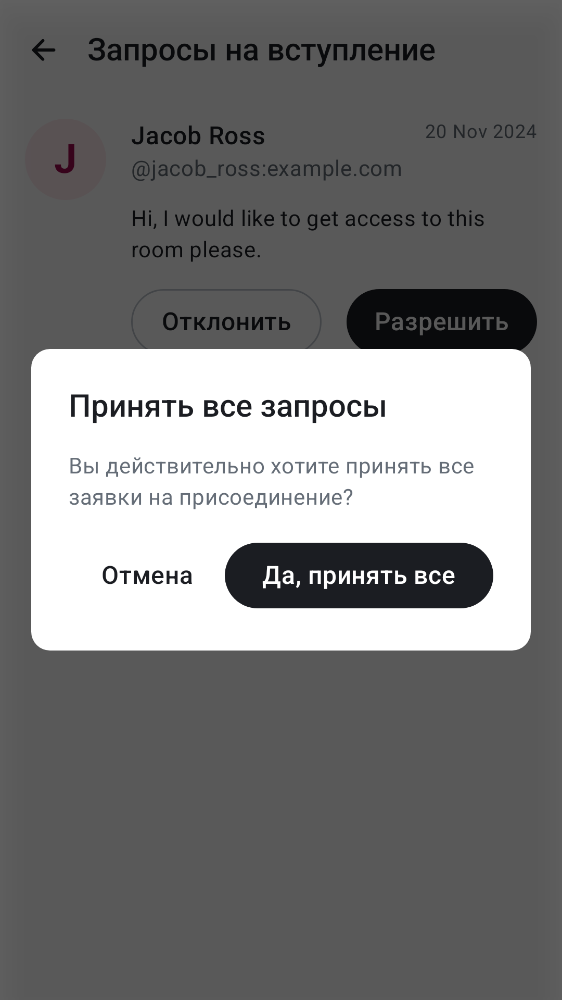 Запросы на вступление
J
Jacob Ross
20 Nov 2024
@jacob_ross:example.com
Hi, I would like to get access to this
room please.
Отклонить
Разрешить
Принять все запросы
Вы действительно хотите принять все
заявки на присоединение?
Отмена
Да, принять все